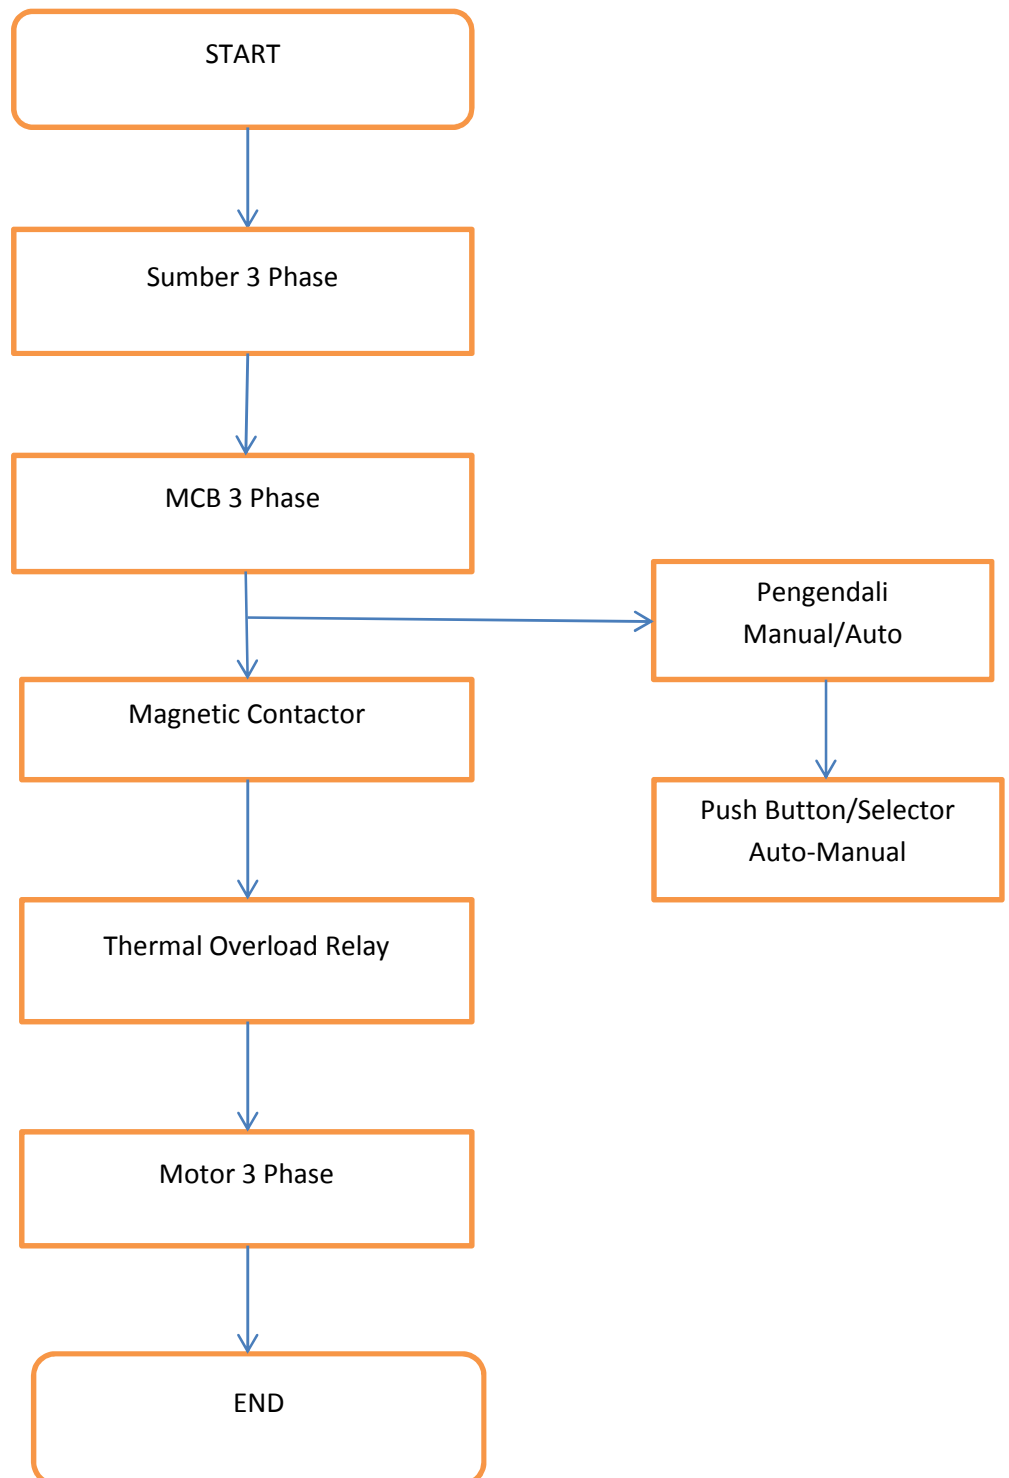 START
Sumber 3 Phase
MCB 3 Phase
Pengendali
Manual/Auto
Magnetic Contactor
Push Button/Selector
Auto-Manual
Thermal Overload Relay
Motor 3 Phase
END